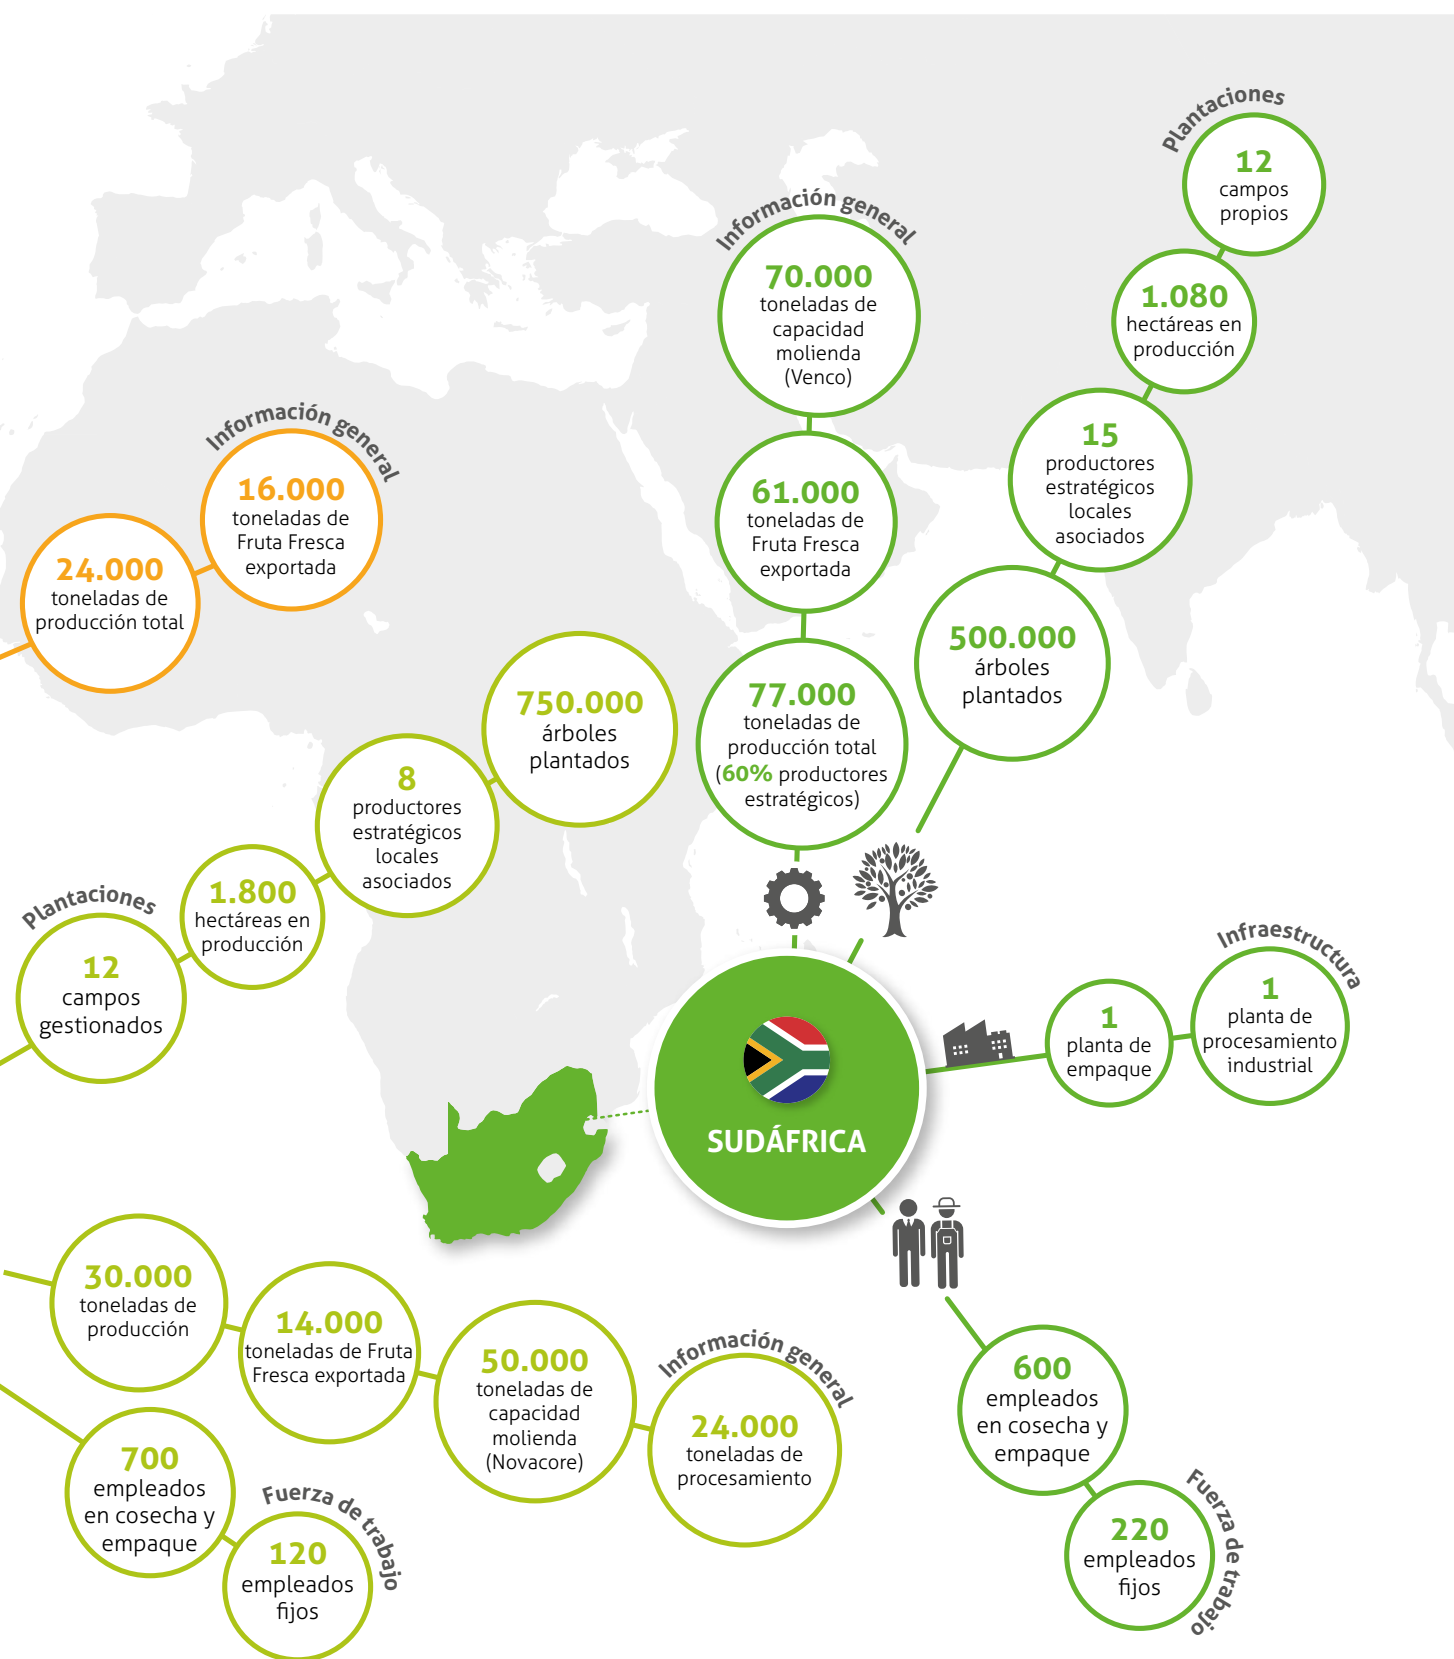 Plantaciones
12
campos
propios
1.080
hectáreas en
producción
15
productores
estratégicos
locales
asociados
500.000
árboles
plantados
Información general
70.000
toneladas de
capacidad
molienda
(Venco)
61.000
toneladas de
Fruta Fresca
exportada
77.000
toneladas de
producción total
(60% productores
estratégicos)
Información general
16.000
toneladas de
Fruta Fresca
exportada
24.000
toneladas de
producción total
750.000
árboles
plantados
8
productores
estratégicos
locales
asociados
1.800
hectáreas en
producción
Plantaciones
12
campos
gestionados
Infraestructura
1
planta de
procesamiento
industrial
1
planta de
empaque
SUDÁFRICA
30.000
toneladas de
producción
14.000
toneladas de Fruta
Fresca exportada
50.000
toneladas de
capacidad
molienda
(Novacore)
Información general
24.000
toneladas de
procesamiento
700
empleados
en cosecha y
empaque
Fuerza de trabajo
120
empleados
fijos
600
empleados
en cosecha y
empaque
Fuerza de trabajo
220
empleados
fijos